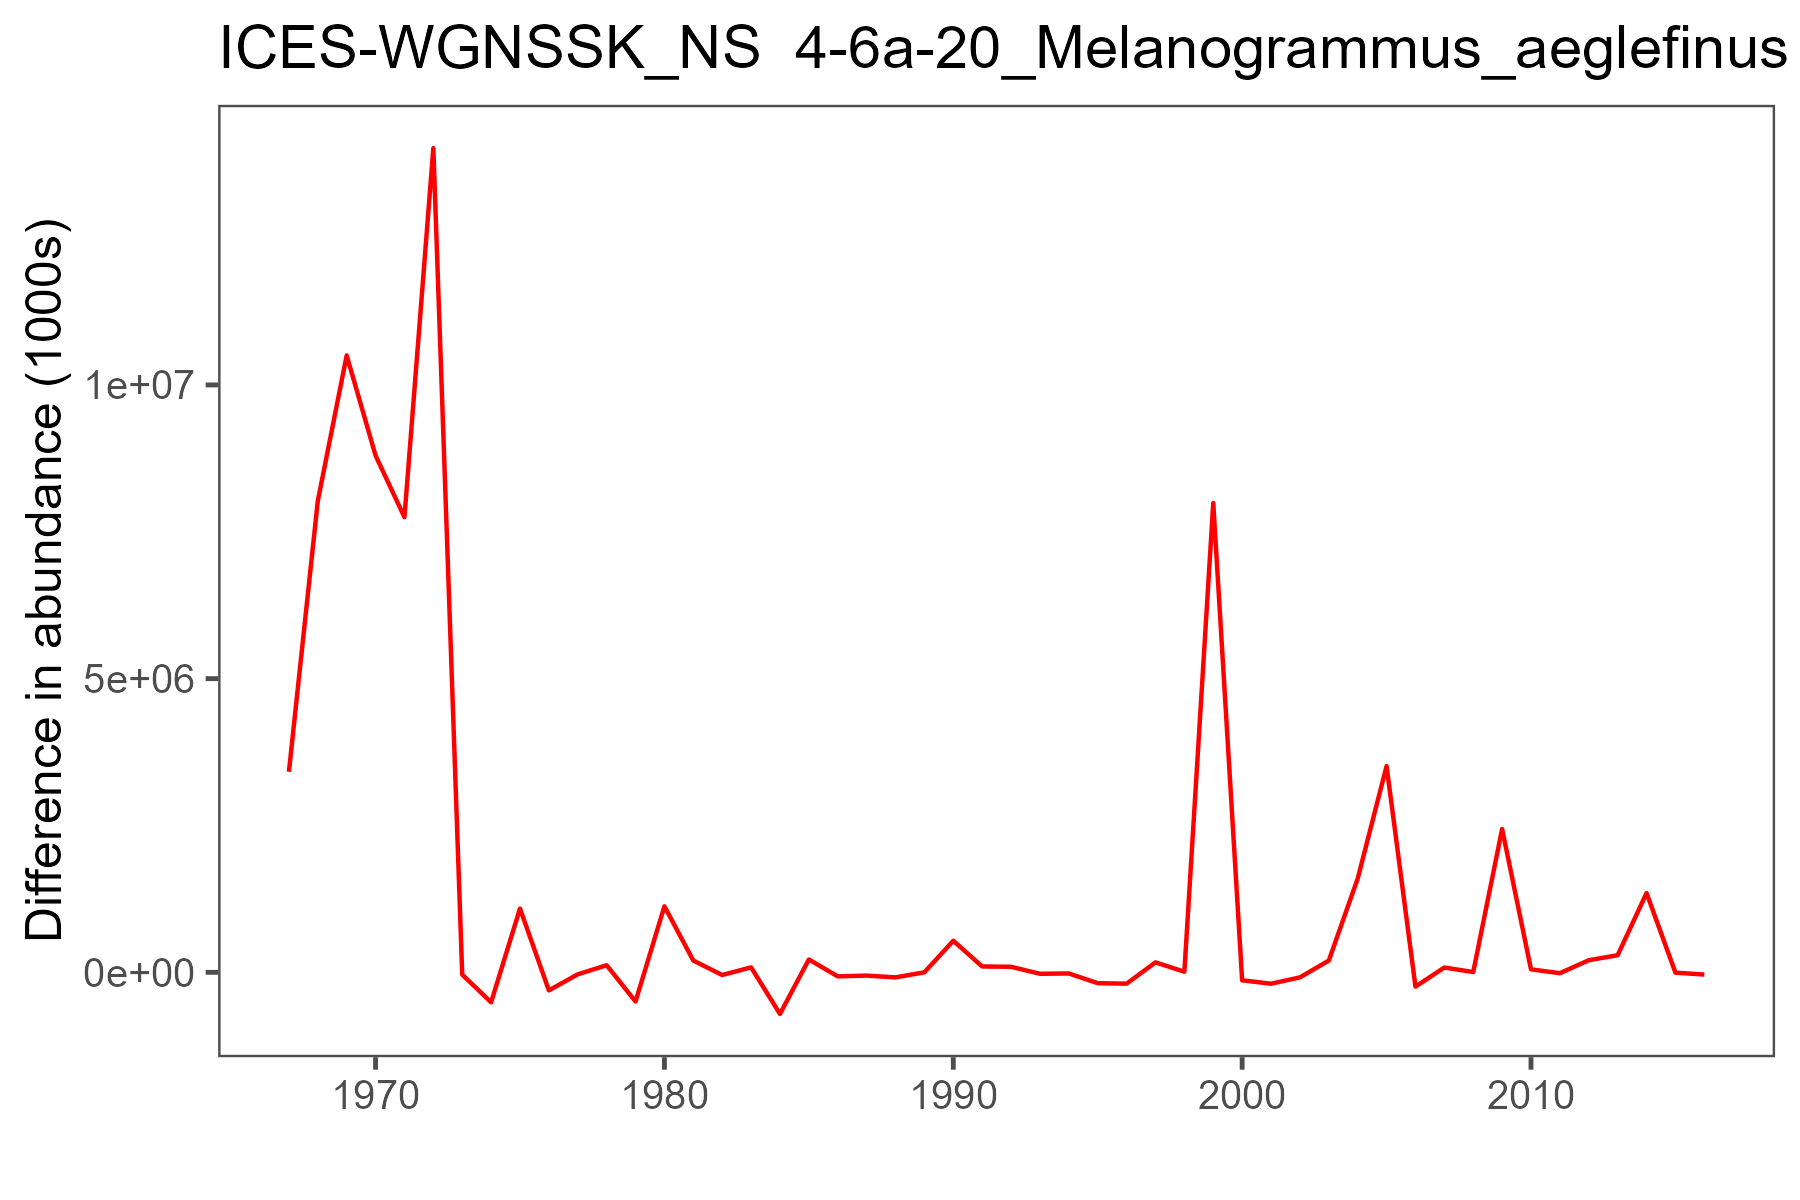 ICES-WGNSSK_NS  4-6a-20_Melanogrammus_aeglefinus
Difference in abundance (1000s)
1e+07
5e+06
0e+00
1970 1980 1990 2000 2010